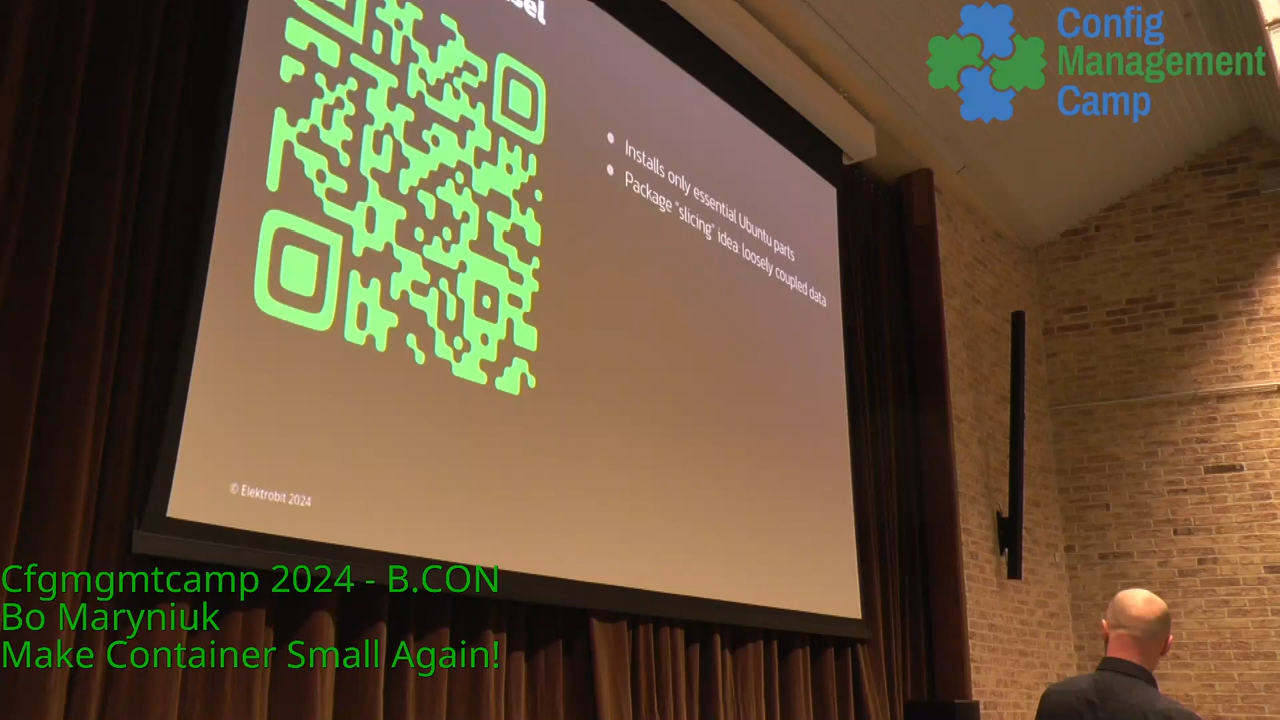 Config
Management
Camp
• Installs only essential Ubuntu parts
• Package "slicing" idea: loosely coupled data
© Elektrobit 2024
Cfgmgmtcamp 2024 - B.CON
Bo Maryniuk
Make Container Small Again!